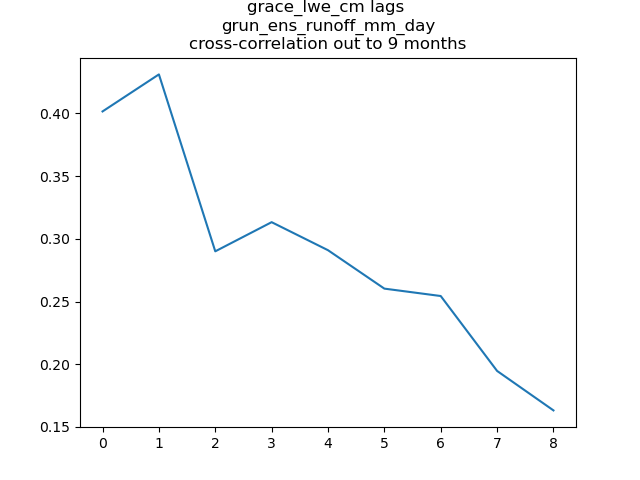 grace_lwe_cm lags
grun_ens_runoff_mm_day
cross-correlation out to 9 months
0.40
0.35
0.30
0.25
0.20
0.15
0 1 2 3 4 5 6 7 8